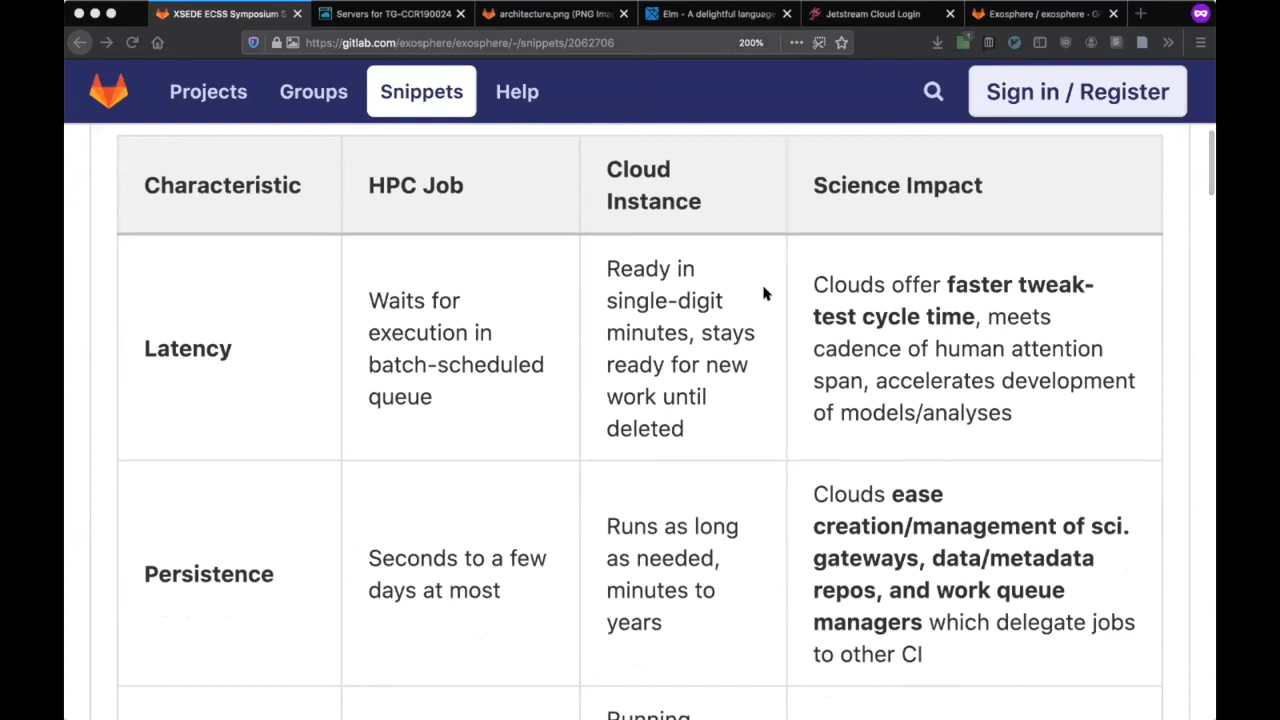 XSEDE ECSS Symposium S
Servers for TG-CCR190024
architecture.png (PNG Ima
Elm - A delightful language
Jetstream Cloud Login
Exosphere / exosphere · G
https://gitlab.com/exosphere/exosphere/-/snippets/2062706
200%
Projects
Groups
Snippets
Help
Sign in / Register
Characteristic
HPC Job
Cloud
Instance
Science Impact
Latency
Waits for
execution in
batch-scheduled
queue
Ready in
single-digit
minutes, stays
ready for new
work until
deleted
Clouds offer faster tweak-
test cycle time, meets
cadence of human attention
span, accelerates development
of models/analyses
Persistence
Seconds to a few
days at most
Runs as long
as needed,
minutes to
years
Clouds ease
creation/management of sci.
gateways, data/metadata
repos, and work queue
managers which delegate jobs
to other CI
Running